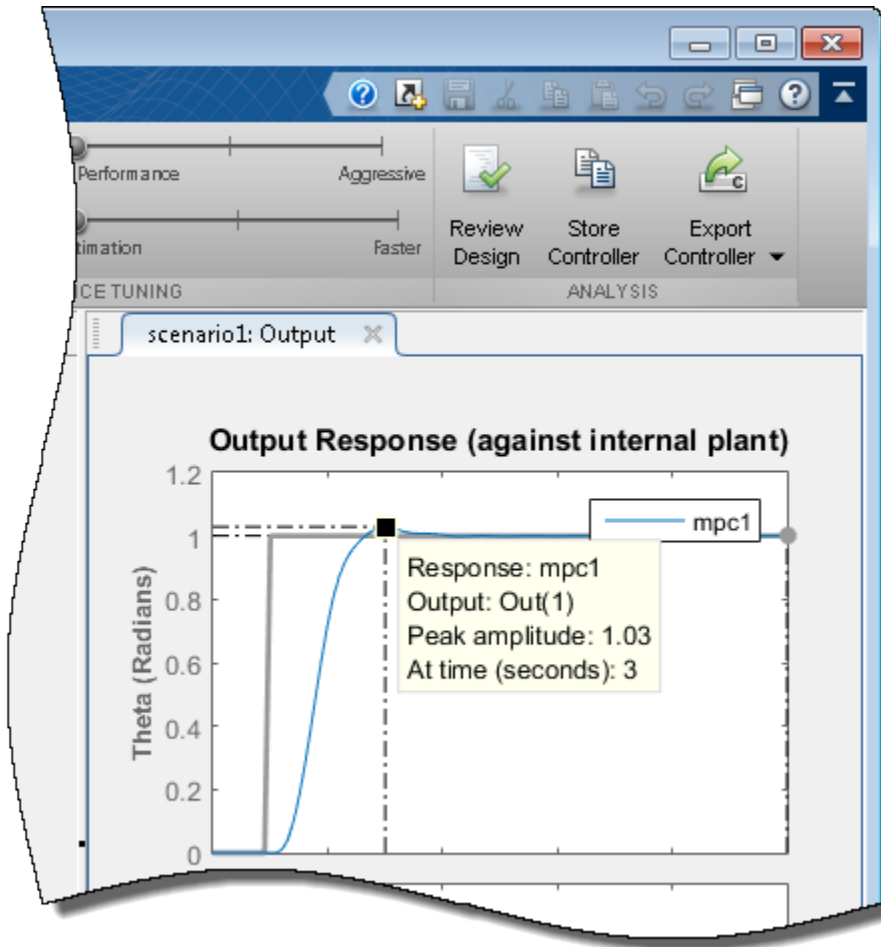 Performance
Aggressive
timation
Faster
Review
Design
Store
Controller
Export
Controller
C
CE TUNING
ANALYSIS
scenario1: Output
Output Response (against internal plant)
1.2
1
0.8
0.6
0.4
0.2
0
Theta (Radians)
mpc1
Response: mpc1
Output: Out(1)
Peak amplitude: 1.03
At time (seconds): 3